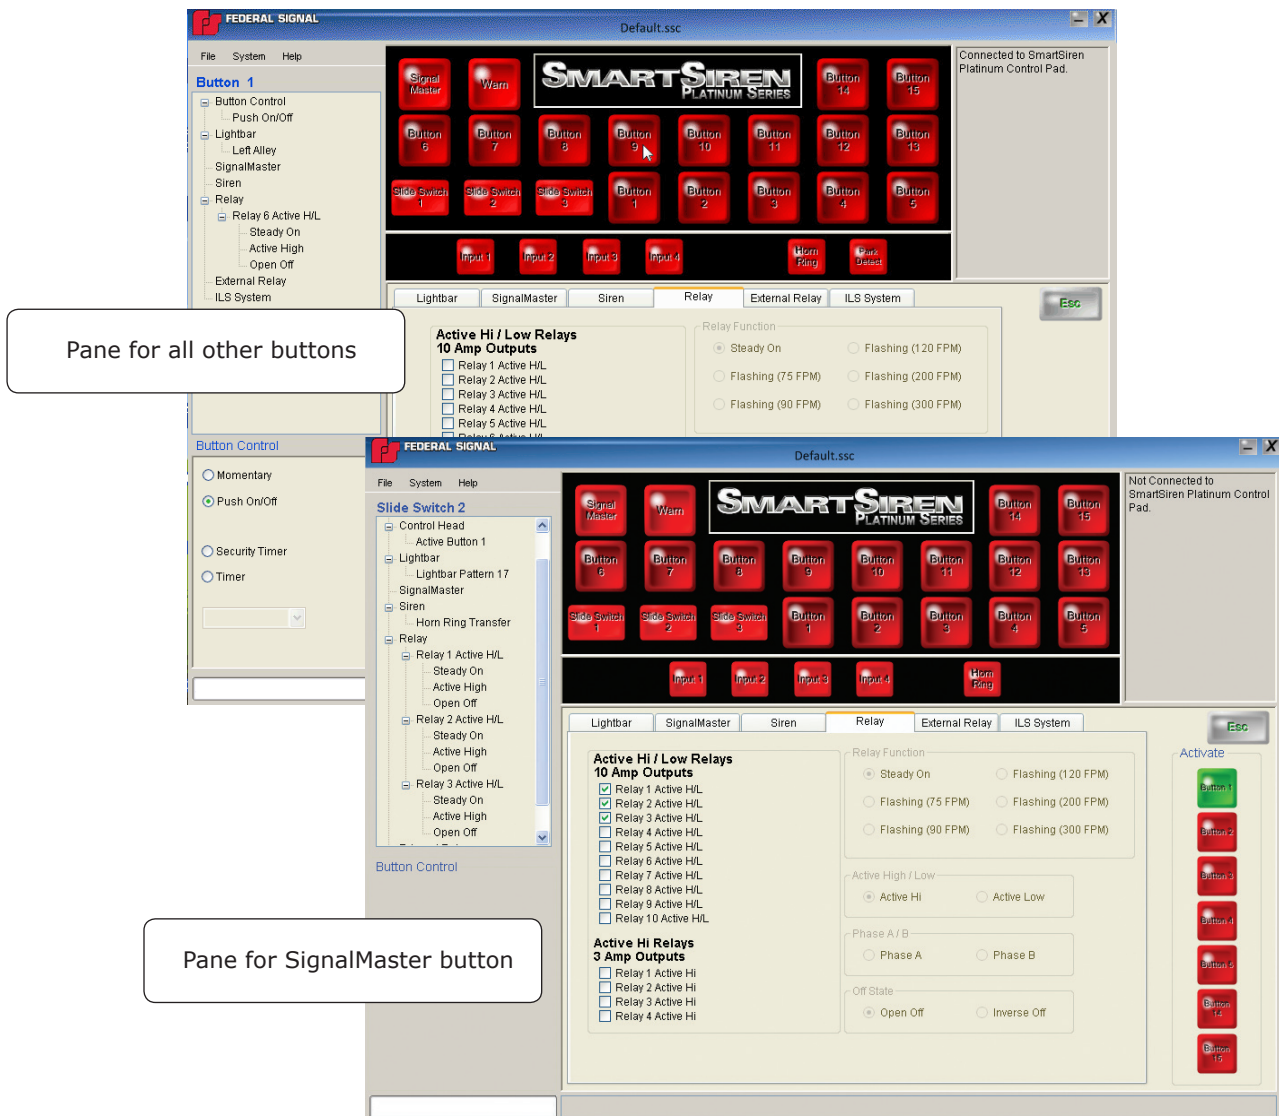 FEDERAL SIGNAL
Default.ssc
File System Help
Button 1
Button Control
Push On/Off
Lightbar
Left Alley
SignalMaster
Siren
Relay
Relay 6 Active H/L
Steady On
Active High
Open Off
External Relay
ILS System
Signal Master
Warn
SMARTSIREN
PLATINUM SERIES
Button 14
Button 15
Button 6
Button 7
Button 8
Button 9
Button 10
Button 11
Button 12
Button 13
Slide Switch 1
Slide Switch 2
Slide Switch 3
Button 1
Button 2
Button 3
Button 4
Button 5
Input 1
Input 2
Input 3
Input 4
Horn Ring
Park Detect
Connected to SmartSiren
Platinum Control Pad.
Lightbar SignalMaster Siren Relay External Relay ILS System
Esc
Pane for all other buttons
Active Hi / Low Relays
10 Amp Outputs
Relay 1 Active H/L
Relay 2 Active H/L
Relay 3 Active H/L
Relay 4 Active H/L
Relay 5 Active H/L
Relay 6 Active H/L
Relay Function
Steady On Flashing (120 FPM)
Flashing (75 FPM) Flashing (200 FPM)
Flashing (90 FPM) Flashing (300 FPM)
Button Control
Momentary
Push On/Off
Security Timer
Timer
FEDERAL SIGNAL
Default.ssc
File System Help
Slide Switch 2
Control Head
Active Button 1
Lightbar
Lightbar Pattern 17
SignalMaster
Siren
Horn Ring Transfer
Relay
Relay 1 Active H/L
Steady On
Active High
Open Off
Relay 2 Active H/L
Steady On
Active High
Open Off
Relay 3 Active H/L
Steady On
Active High
Open Off
Button Control
Signal Master
Warn
SMARTSIREN
PLATINUM SERIES
Button 14
Button 15
Button 6
Button 7
Button 8
Button 9
Button 10
Button 11
Button 12
Button 13
Slide Switch 1
Slide Switch 2
Slide Switch 3
Button 1
Button 2
Button 3
Button 4
Button 5
Input 1
Input 2
Input 3
Input 4
Horn Ring
Not Connected to
SmartSiren Platinum Control
Pad.
Lightbar SignalMaster Siren Relay External Relay ILS System
Esc
Active Hi / Low Relays
10 Amp Outputs
Relay 1 Active H/L
Relay 2 Active H/L
Relay 3 Active H/L
Relay 4 Active H/L
Relay 5 Active H/L
Relay 6 Active H/L
Relay 7 Active H/L
Relay 8 Active H/L
Relay 9 Active H/L
Relay 10 Active H/L
Active Hi Relays
3 Amp Outputs
Relay 1 Active Hi
Relay 2 Active Hi
Relay 3 Active Hi
Relay 4 Active Hi
Relay Function
Steady On Flashing (120 FPM)
Flashing (75 FPM) Flashing (200 FPM)
Flashing (90 FPM) Flashing (300 FPM)
Active High / Low
Active Hi Active Low
Phase A / B
Phase A Phase B
Off State
Open Off Inverse Off
Activate
Button 1
Button 2
Button 3
Button 4
Button 5
Button 14
Button 15
Pane for SignalMaster button